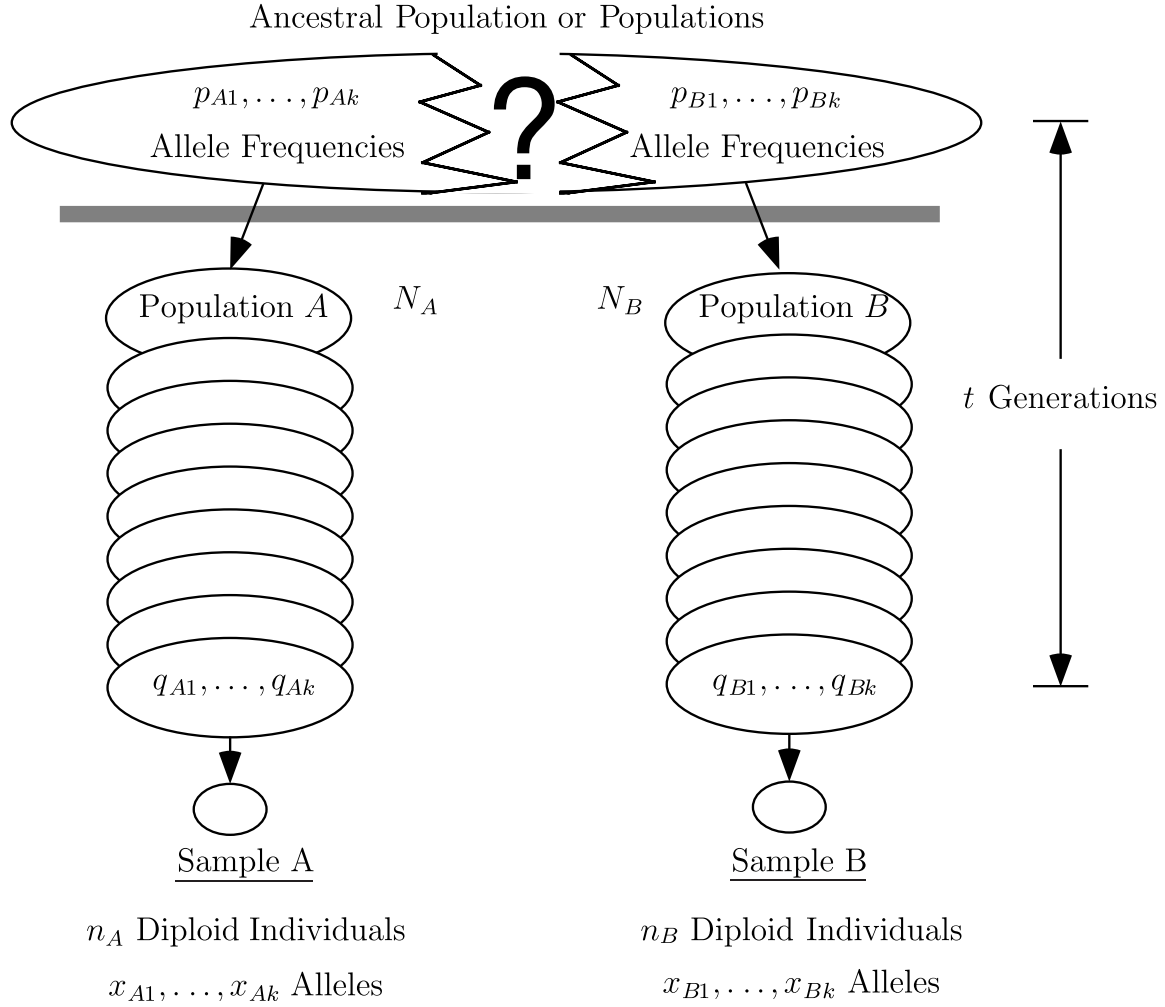 Ancestral Population or Populations
p_{A1}, . . . , p_{Ak}
Allele Frequencies
?
p_{B1}, . . . , p_{Bk}
Allele Frequencies
Population A
N_A
N_B
Population B
t Generations
q_{A1}, . . . , q_{Ak}
q_{B1}, . . . , q_{Bk}
Sample A
n_A Diploid Individuals
x_{A1}, . . . , x_{Ak} Alleles
Sample B
n_B Diploid Individuals
x_{B1}, . . . , x_{Bk} Alleles